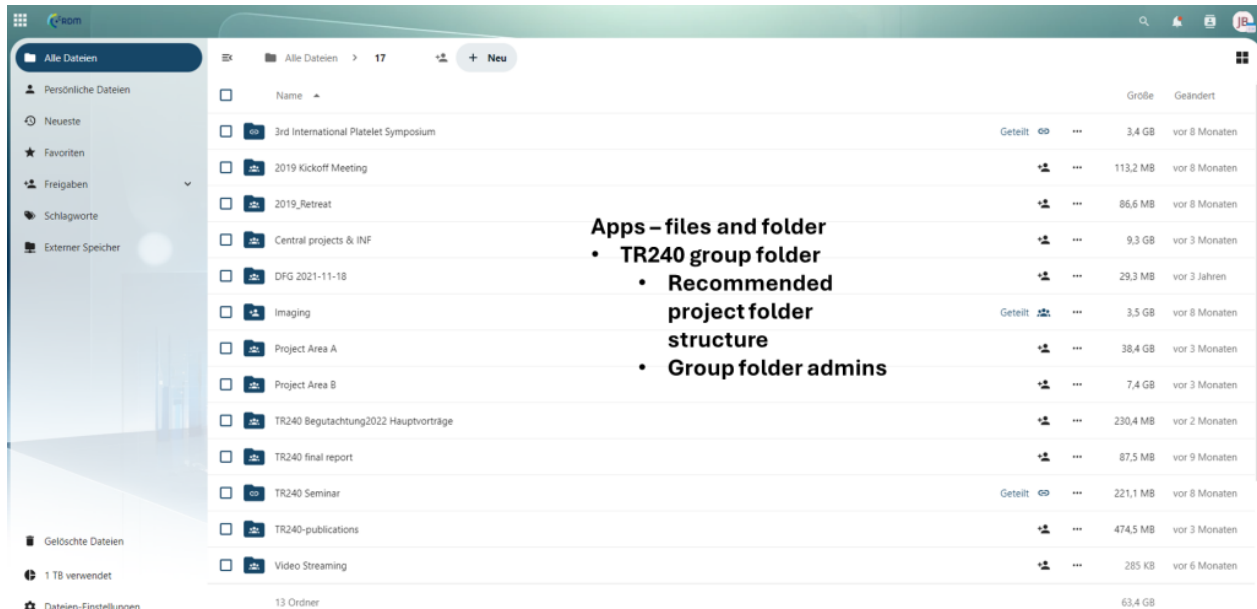 ROM
JB
Alle Dateien
Persönliche Dateien
Neueste
Favoriten
Freigaben
Schlagworte
Externer Speicher
Gelöschte Dateien
1 TB verwendet
Dateien-Einstellungen
Alle Dateien > 17 + Neu
Name Größe Geändert
3rd International Platelet Symposium Geteilt ... 3,4 GB vor 8 Monaten
2019 Kickoff Meeting ... 113,2 MB vor 8 Monaten
2019_Retreat ... 86,6 MB vor 8 Monaten
Central projects & INF ... 9,3 GB vor 3 Monaten
DFG 2021-11-18 ... 29,3 MB vor 3 Jahren
Imaging Geteilt ... 3,5 GB vor 8 Monaten
Project Area A ... 38,4 GB vor 3 Monaten
Project Area B ... 7,4 GB vor 3 Monaten
TR240 Begutachtung2022 Hauptvorträge ... 230,4 MB vor 2 Monaten
TR240 final report ... 87,5 MB vor 9 Monaten
TR240 Seminar Geteilt ... 221,1 MB vor 8 Monaten
TR240-publications ... 474,5 MB vor 3 Monaten
Video Streaming ... 285 KB vor 6 Monaten
13 Ordner 63,4 GB
Apps – files and folder
• TR240 group folder
• Recommended
project folder
structure
• Group folder admins